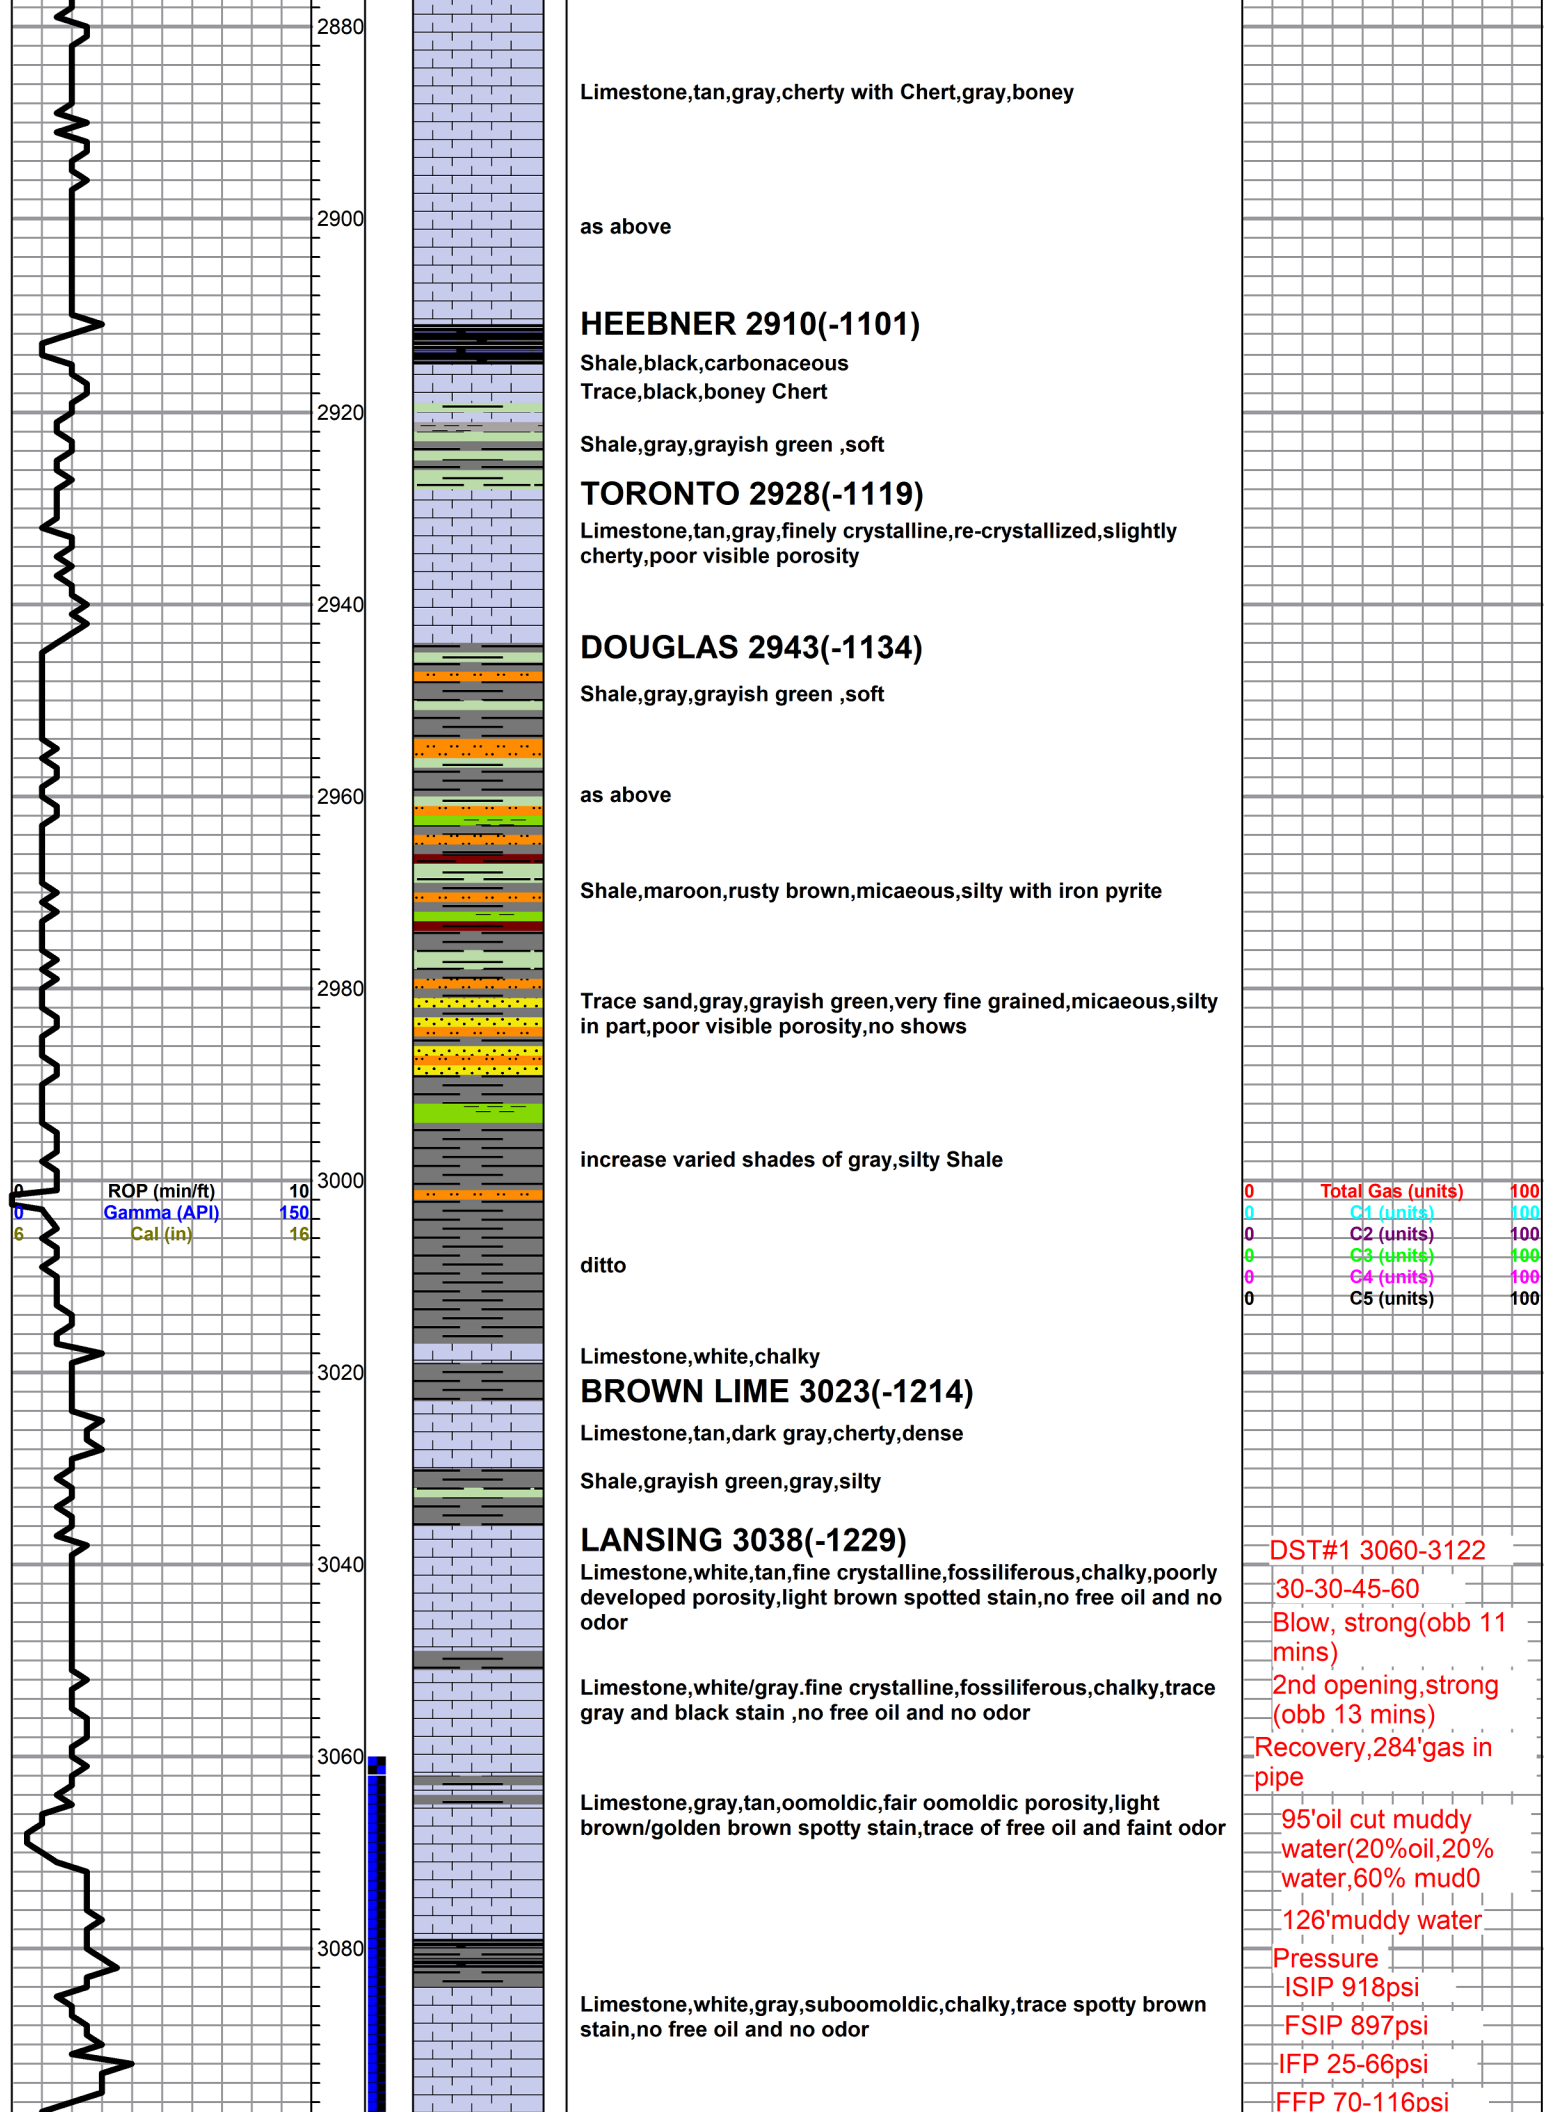 2880
Limestone,tan,gray,cherty with Chert,gray,boney
2900
as above
HEEBNER 2910(-1101)
Shale,black,carbonaceous
Trace,black,boney Chert
2920
Shale,gray,grayish green ,soft
TORONTO 2928(-1119)
Limestone,tan,gray,finely crystalline,re-crystallized,slightly
cherty,poor visible porosity
2940
DOUGLAS 2943(-1134)
Shale,gray,grayish green ,soft
2960
as above
Shale,maroon,rusty brown,micaeous,silty with iron pyrite
2980
Trace sand,gray,grayish green,very fine grained,micaeous,silty
in part,poor visible porosity,no shows
increase varied shades of gray,silty Shale
3000
0 ROP (min/ft) 10
0 Gamma (API) 150
6 Cal (in) 16
0 Total Gas (units) 100
0 C1 (units) 100
0 C2 (units) 100
0 C3 (units) 100
0 C4 (units) 100
0 C5 (units) 100
ditto
Limestone,white,chalky
3020
BROWN LIME 3023(-1214)
Limestone,tan,dark gray,cherty,dense
Shale,grayish green,gray,silty
LANSING 3038(-1229)
3040
Limestone,white,tan,fine crystalline,fossiliferous,chalky,poorly
developed porosity,light brown spotted stain,no free oil and no
odor
Limestone,white/gray.fine crystalline,fossiliferous,chalky,trace
gray and black stain ,no free oil and no odor
3060
Limestone,gray,tan,oomoldic,fair oomoldic porosity,light
brown/golden brown spotty stain,trace of free oil and faint odor
3080
Limestone,white,gray,suboomoldic,chalky,trace spotty brown
stain,no free oil and no odor
DST#1 3060-3122
30-30-45-60
Blow, strong(obb 11
mins)
2nd opening,strong
(obb 13 mins)
Recovery,284'gas in
pipe
95'oil cut muddy
water(20%oil,20%
water,60% mud0
126'muddy water
Pressure
ISIP 918psi
FSIP 897psi
IFP 25-66psi
FFP 70-116psi